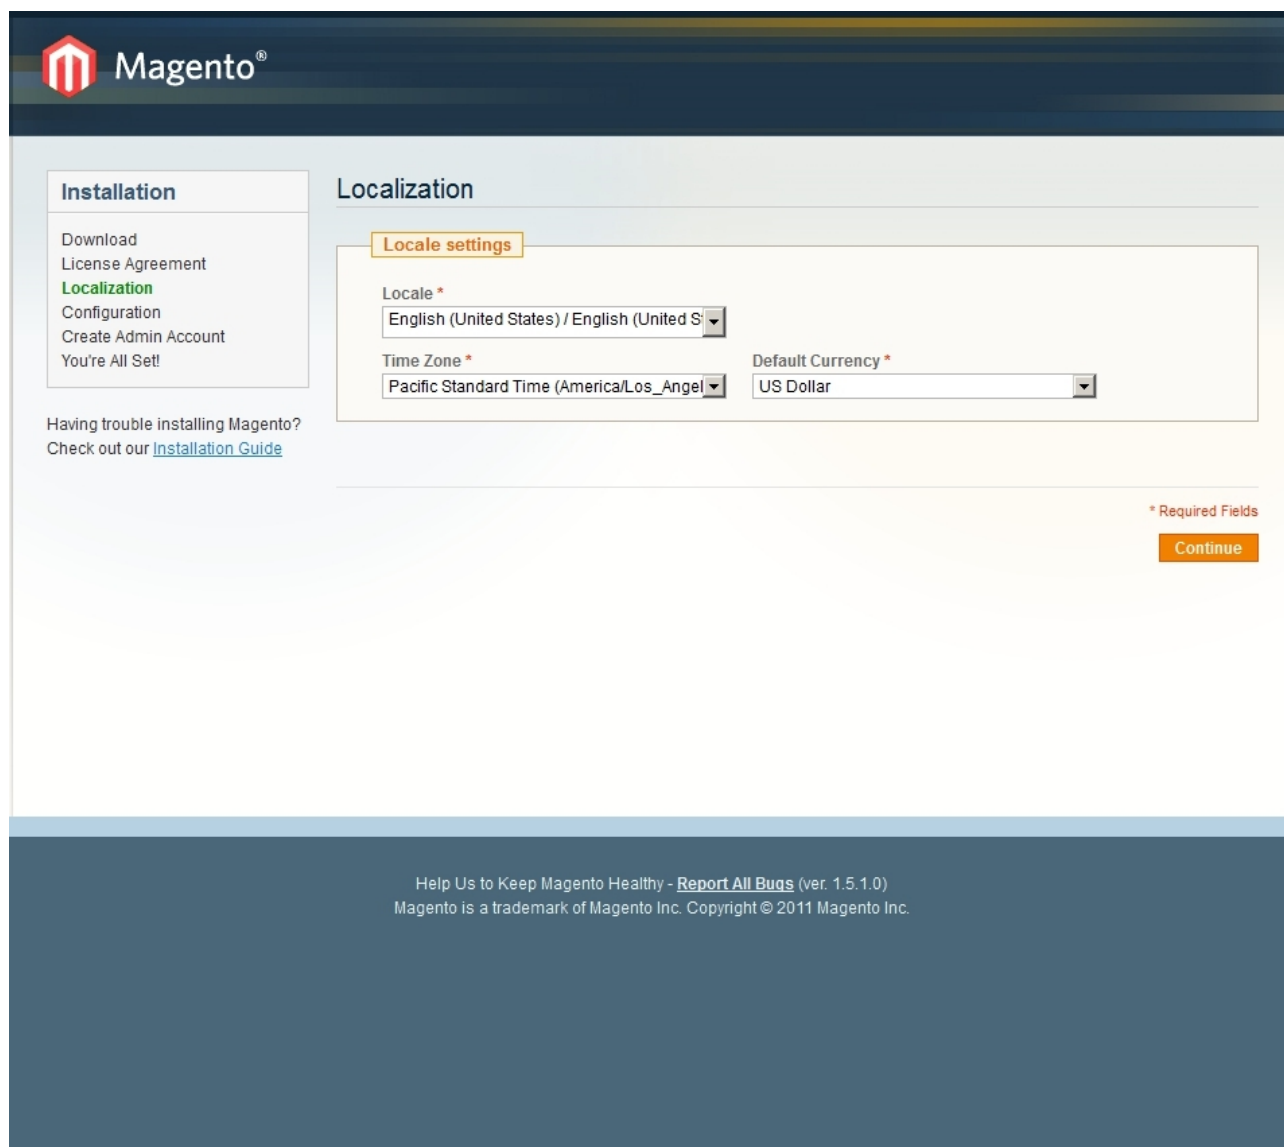 Magento®
Installation
Download
License Agreement
Localization
Configuration
Create Admin Account
You're All Set!
Having trouble installing Magento?
Check out our Installation Guide
Localization
Locale settings
Locale *
English (United States) / English (United S
Time Zone *
Pacific Standard Time (America/Los_Angel
Default Currency *
US Dollar
* Required Fields
Continue
Help Us to Keep Magento Healthy - Report All Bugs (ver. 1.5.1.0)
Magento is a trademark of Magento Inc. Copyright © 2011 Magento Inc.